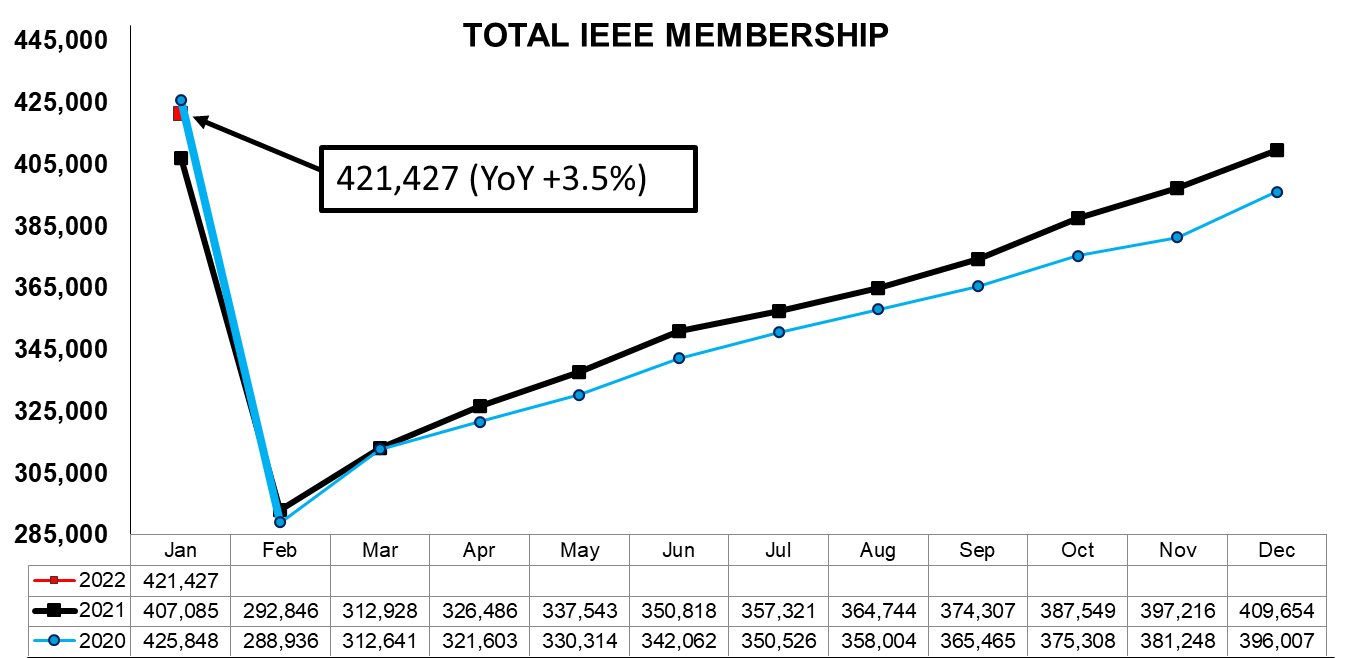 TOTAL IEEE MEMBERSHIP
445,000
425,000
405,000
385,000
365,000
345,000
325,000
305,000
285,000
421,427 (YoY +3.5%)
Jan Feb Mar Apr May Jun Jul Aug Sep Oct Nov Dec
2022 421,427
2021 407,085 292,846 312,928 326,486 337,543 350,818 357,321 364,744 374,307 387,549 397,216 409,654
2020 425,848 288,936 312,641 321,603 330,314 342,062 350,526 358,004 365,465 375,308 381,248 396,007